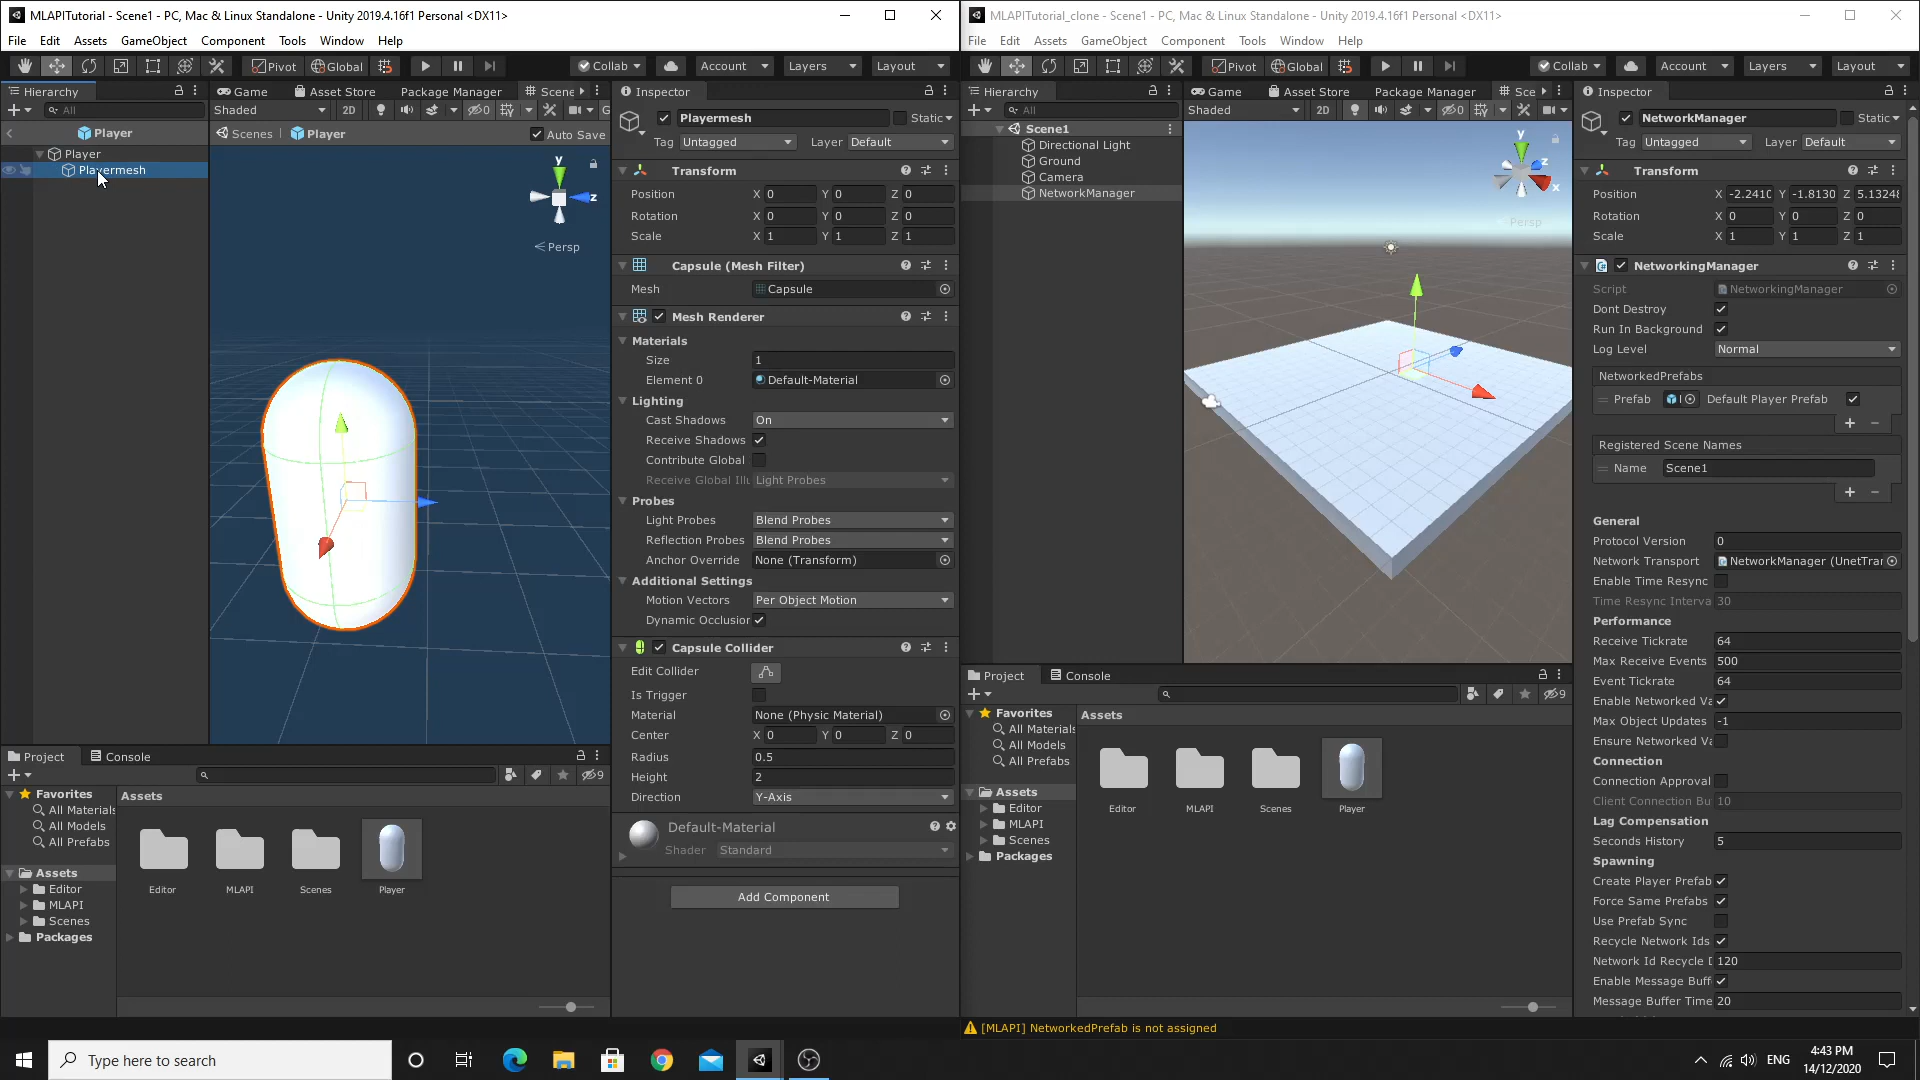 MLAPITutorial - Scene1 - PC, Mac & Linux Standalone - Unity 2019.4.16f1 Personal <DX11>
File Edit Assets GameObject Component Tools Window Help
Pivot Global Collab Account Layers Layout
Hierarchy
All
Player
Player
Playermesh
Game Asset Store Package Manager Scene
Shaded 2D 0
Scenes Player Auto Save
y
z
Persp
Inspector
Playermesh Static
Tag Untagged Layer Default
Transform
Position X 0 Y 0 Z 0
Rotation X 0 Y 0 Z 0
Scale X 1 Y 1 Z 1
Capsule (Mesh Filter)
Mesh Capsule
Mesh Renderer
Materials
Size 1
Element 0 Default-Material
Lighting
Cast Shadows On
Receive Shadows
Contribute Global
Receive Global Illu Light Probes
Probes
Light Probes Blend Probes
Reflection Probes Blend Probes
Anchor Override None (Transform)
Additional Settings
Motion Vectors Per Object Motion
Dynamic Occlusion
Capsule Collider
Edit Collider
Is Trigger
Material None (Physic Material)
Center X 0 Y 0 Z 0
Radius 0.5
Height 2
Direction Y-Axis
Default-Material
Shader Standard
Add Component
Project Console
9
Favorites
All Materials
All Models
All Prefabs
Assets
Editor
MLAPI
Scenes
Packages
Assets
Editor MLAPI Scenes Player
MLAPITutorial_clone - Scene1 - PC, Mac & Linux Standalone - Unity 2019.4.16f1 Personal <DX11>
File Edit Assets GameObject Component Tools Window Help
Pivot Global Collab Account Layers Layout
Hierarchy
All
Scene1
Directional Light
Ground
Camera
NetworkManager
Game Asset Store Package Manager Sce
Shaded 2D 0
y
z
x
Persp
Project Console
9
Favorites
All Materials
All Models
All Prefabs
Assets
Editor
MLAPI
Scenes
Packages
Assets
Editor MLAPI Scenes Player
Inspector
NetworkManager Static
Tag Untagged Layer Default
Transform
Position X -2.2410 Y -1.8130 Z 5.13248
Rotation X 0 Y 0 Z 0
Scale X 1 Y 1 Z 1
NetworkingManager
Script NetworkingManager
Dont Destroy
Run In Background
Log Level Normal
NetworkedPrefabs
Prefab Default Player Prefab
Registered Scene Names
Name Scene1
General
Protocol Version 0
Network Transport NetworkManager (UnetTran
Enable Time Resync
Time Resync Interva 30
Performance
Receive Tickrate 64
Max Receive Events 500
Event Tickrate 64
Enable Networked Va
Max Object Updates -1
Ensure Networked Va
Connection
Connection Approval
Client Connection Bu 10
Lag Compensation
Seconds History 5
Spawning
Create Player Prefab
Force Same Prefabs
Use Prefab Sync
Recycle Network Ids
Network Id Recycle D 120
Enable Message Buff
Message Buffer Time 20
[MLAPI] NetworkedPrefab is not assigned
Type here to search
ENG
4:43 PM
14/12/2020